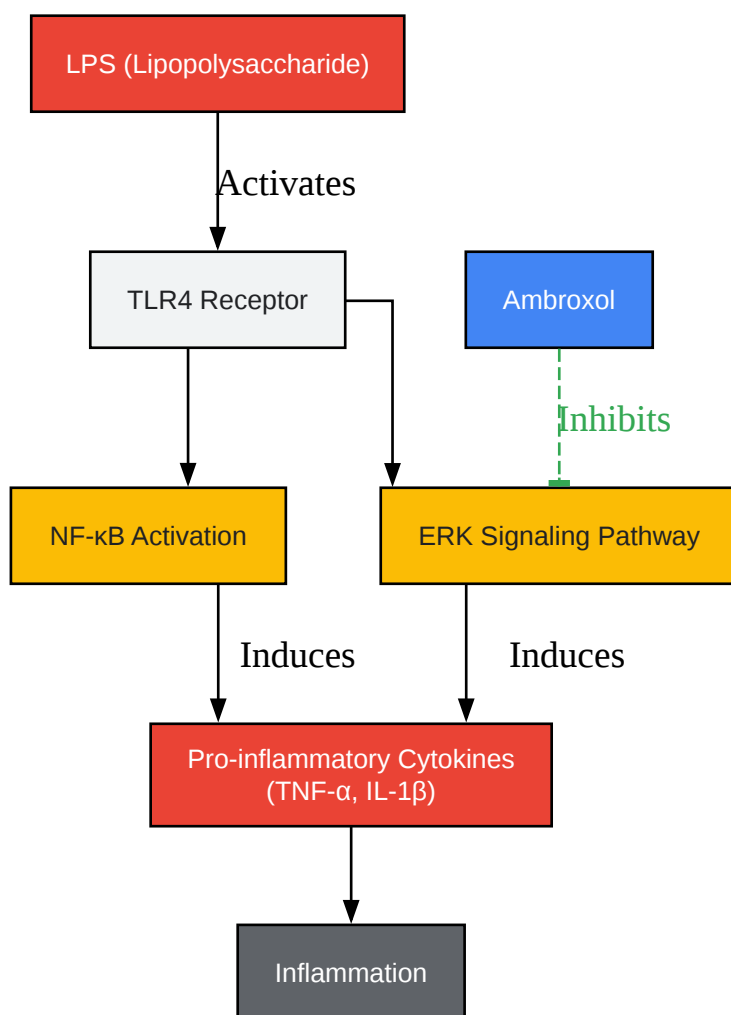 LPS (Lipopolysaccharide)
Activates
TLR4 Receptor
Ambroxol
Inhibits
NF-κB Activation
ERK Signaling Pathway
Induces
Induces
Pro-inflammatory Cytokines
(TNF-α, IL-1β)
Inflammation